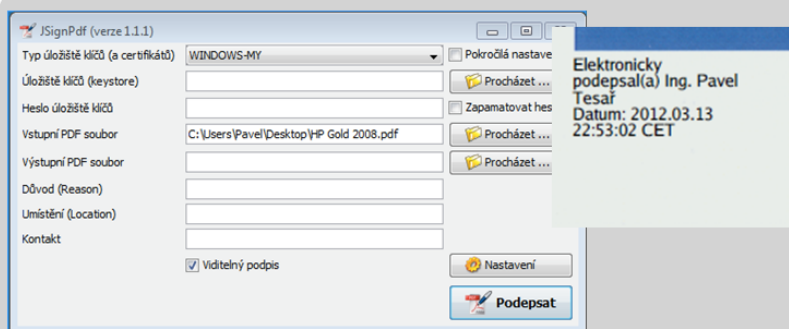 JSignPdf (verze 1.1.1)
Typ úložiště klíčů (a certifikátů) WINDOWS-MY Pokročilá nastave
Úložiště klíčů (keystore) Procházet ...
Heslo úložiště klíčů Zapamatovat hes
Vstupní PDF soubor C:\Users\Pavel\Desktop\HP Gold 2008.pdf Procházet ...
Výstupní PDF soubor Procházet ...
Důvod (Reason)
Umístění (Location)
Kontakt
Viditelný podpis Nastavení
Podepsat
Elektronicky
podepsal(a) Ing. Pavel
Tesař
Datum: 2012.03.13
22:53:02 CET